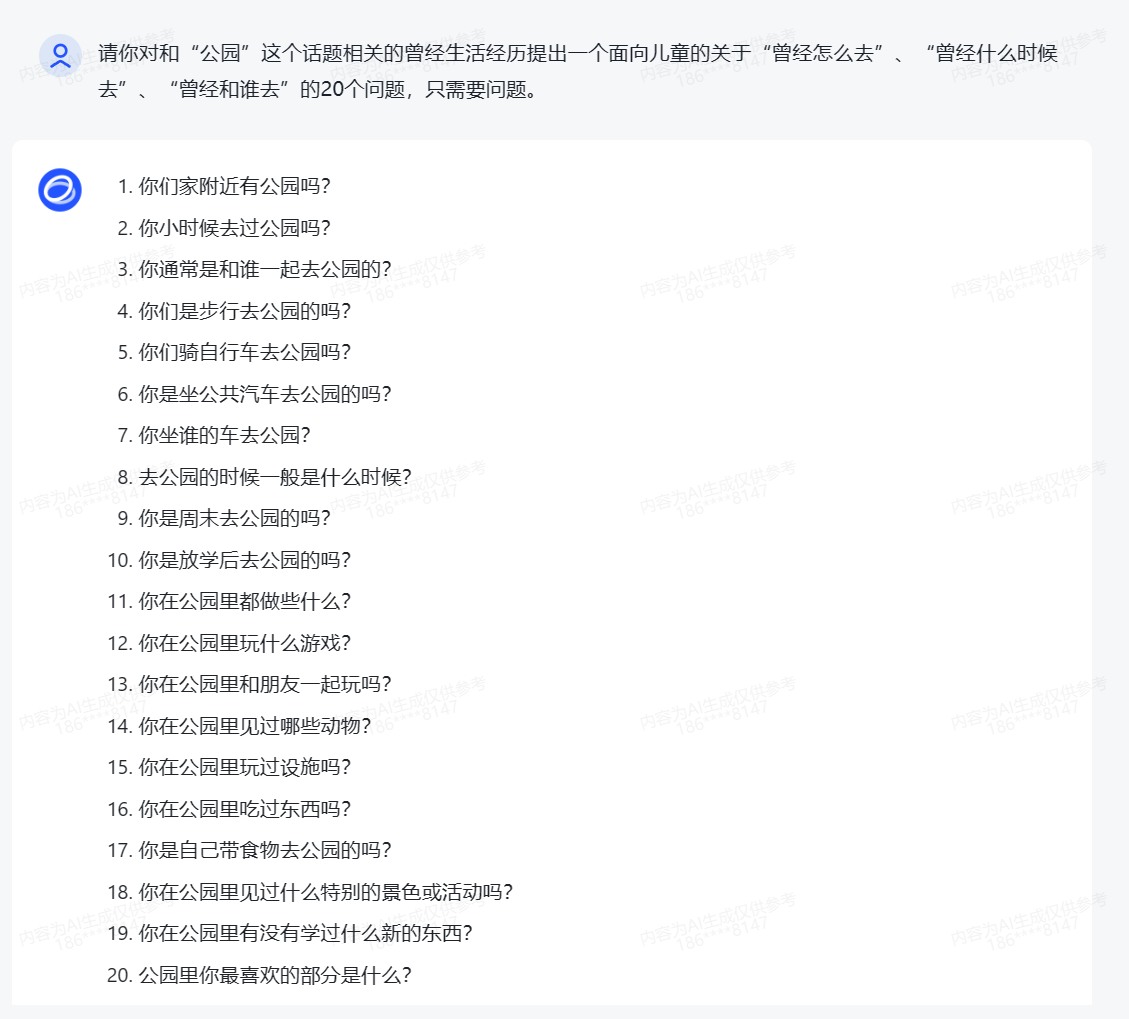 请你对和“公园”这个话题相关的曾经生活经历提出一个面向儿童的关于“曾经怎么去”、“曾经什么时候
去”、“曾经和谁去”的20个问题，只需要问题。
1. 你们家附近有公园吗？
2. 你小时候去过公园吗？
3. 你通常是和谁一起去公园的？
4. 你们是步行去公园的吗？
5. 你们骑自行车去公园吗？
6. 你是坐公共汽车去公园的吗？
7. 你坐谁的车去公园？
8. 去公园的时候一般是什么时候？
9. 你是周末去公园的吗？
10. 你是放学后去公园的吗？
11. 你在公园里都做些什么？
12. 你在公园里玩什么游戏？
13. 你在公园里和朋友一起玩吗？
14. 你在公园里见过哪些动物？
15. 你在公园里玩过设施吗？
16. 你在公园里吃过东西吗？
17. 你是自己带食物去公园的吗？
18. 你在公园里见过什么特别的景色或活动吗？
19. 你在公园里有没有学过什么新的东西？
20. 公园里你最喜欢的部分是什么？
内容为AI生成仅供参考
186****8147